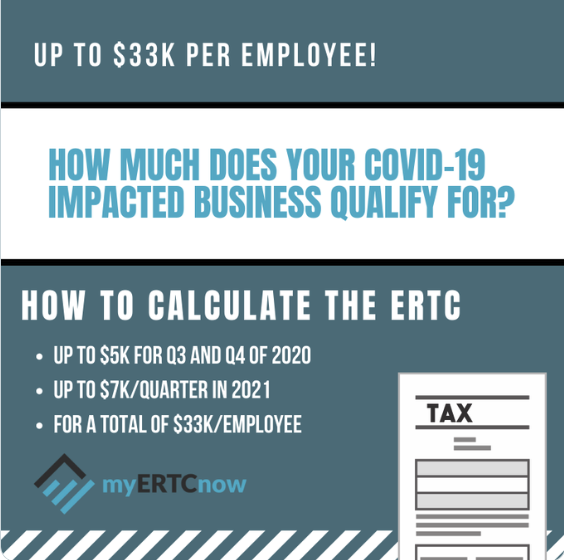 UP TO $33K PER EMPLOYEE!
HOW MUCH DOES YOUR COVID-19
IMPACTED BUSINESS QUALIFY FOR?
HOW TO CALCULATE THE ERTC
• UP TO $5K FOR Q3 AND Q4 OF 2020
• UP TO $7K/QUARTER IN 2021
• FOR A TOTAL OF $33K/EMPLOYEE
TAX
myERTCnow